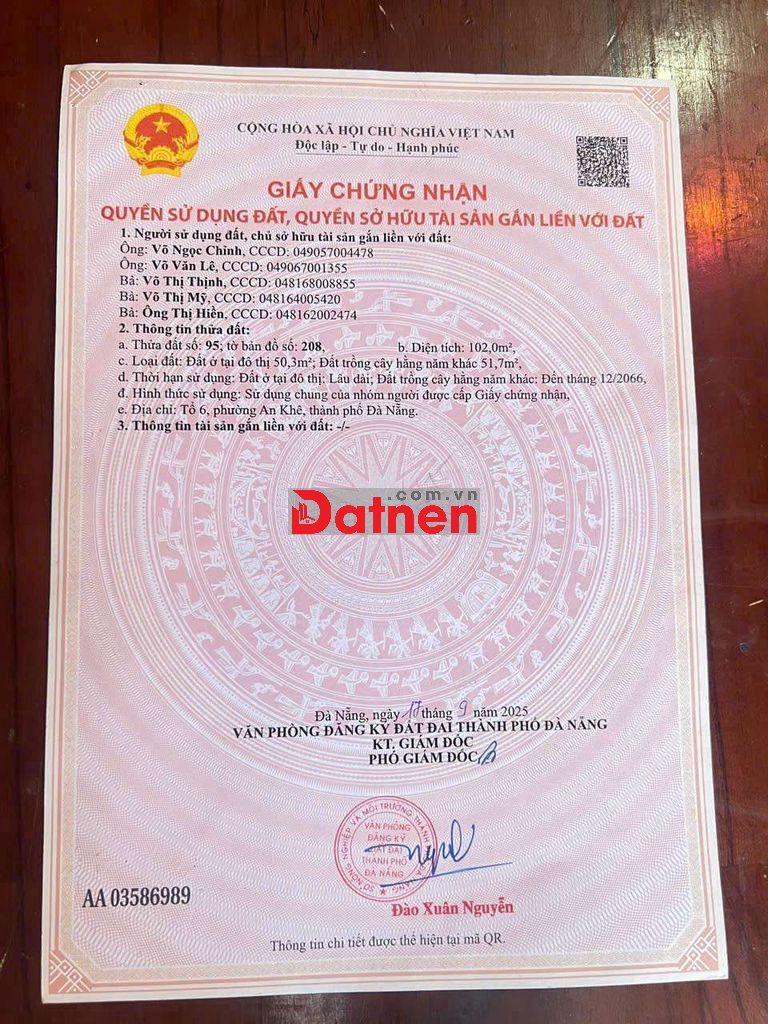 CỘNG HÒA XÃ HỘI CHỦ NGHĨA VIỆT NAM
Độc lập - Tự do - Hạnh phúc
GIẤY CHỨNG NHẬN
QUYỀN SỬ DỤNG ĐẤT, QUYỀN SỞ HỮU TÀI SẢN GẮN LIỀN VỚI ĐẤT
1. Người sử dụng đất, chủ sở hữu tài sản gắn liền với đất:
Ông: Võ Ngọc Chỉnh, CCCD: 049057004478
Ông: Võ Văn Lê, CCCD: 049067001355
Bà: Võ Thị Thịnh, CCCD: 048168008855
Bà: Võ Thị Mỹ, CCCD: 048164005420
Bà: Ông Thị Hiền, CCCD: 048162002474
2. Thông tin thửa đất:
a. Thửa đất số: 95; tờ bản đồ số: 208, b. Diện tích: 102,0m²,
c. Loại đất: Đất ở tại đô thị 50,3m²; Đất trồng cây hằng năm khác 51,7m²,
d. Thời hạn sử dụng: Đất ở tại đô thị: Lâu dài; Đất trồng cây hằng năm khác: Đến tháng 12/2066,
đ. Hình thức sử dụng: Sử dụng chung của nhóm người được cấp Giấy chứng nhận,
e. Địa chỉ: Tổ 6, phường An Khê, thành phố Đà Nẵng.
3. Thông tin tài sản gắn liền với đất: -/-
.com.vn
Datnen
Đà Nẵng, ngày 17 tháng 9 năm 2025
VĂN PHÒNG ĐĂNG KÝ ĐẤT ĐAI THÀNH PHỐ ĐÀ NẴNG
KT. GIÁM ĐỐC
PHÓ GIÁM ĐỐC
VĂN PHÒNG
ĐĂNG KÝ
ĐẤT ĐAI
THÀNH PHỐ
ĐÀ NẴNG
AA 03586989
Đào Xuân Nguyễn
Thông tin chi tiết được thể hiện tại mã QR.